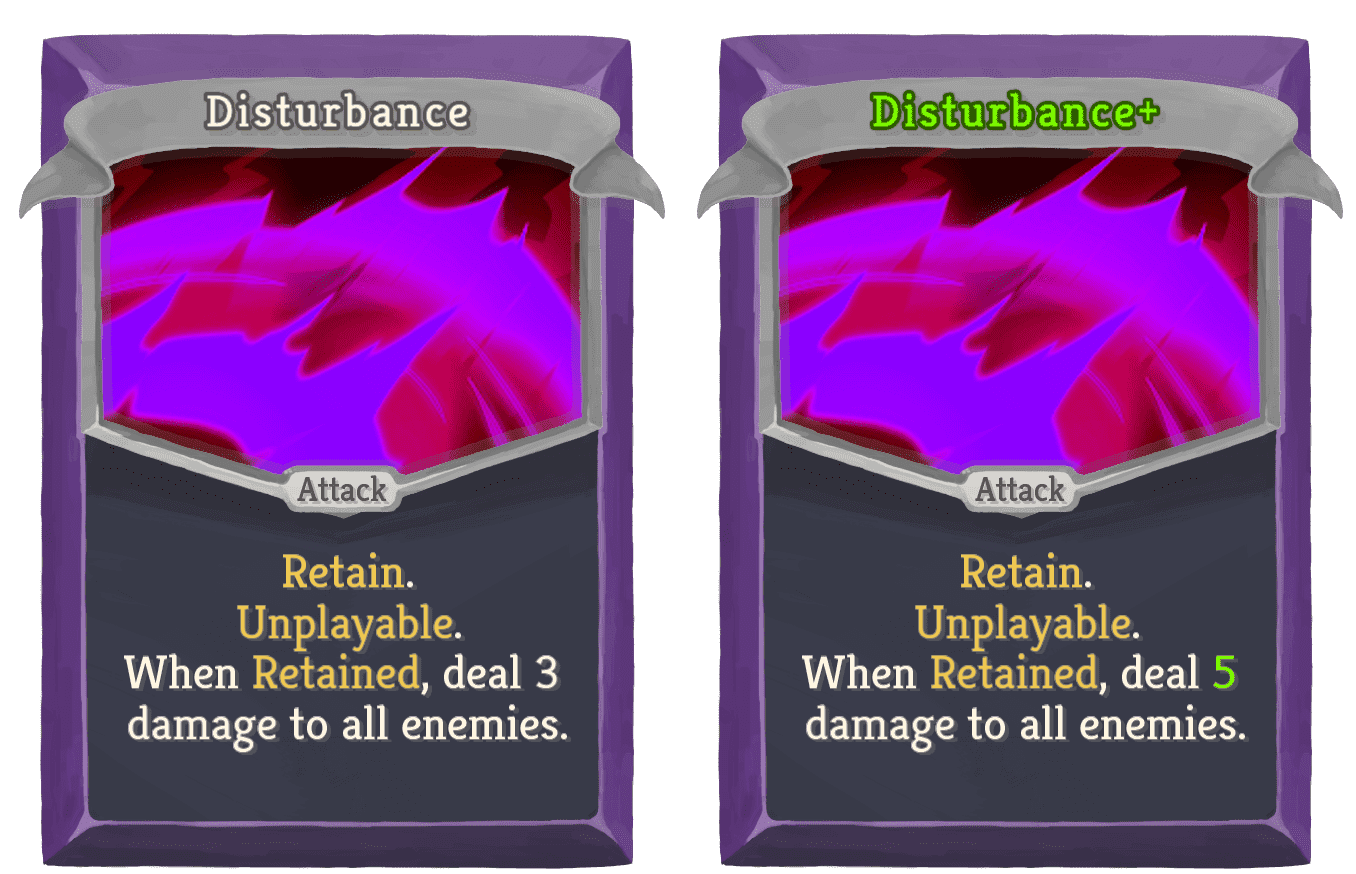 Disturbance
Attack
Retain.
Unplayable.
When Retained, deal 3
damage to all enemies.
Disturbance+
Attack
Retain.
Unplayable.
When Retained, deal 5
damage to all enemies.